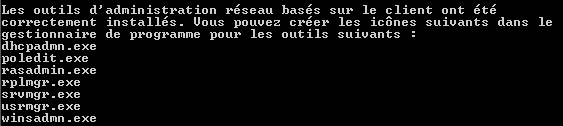 Les outils d'administration réseau basés sur le client ont été
correctement installés. Vous pouvez créer les icônes suivants dans le
gestionnaire de programme pour les outils suivants :
dhcpadmn.exe
poledit.exe
rasadmin.exe
rplmgr.exe
srvmgr.exe
usrmgr.exe
winsadmn.exe